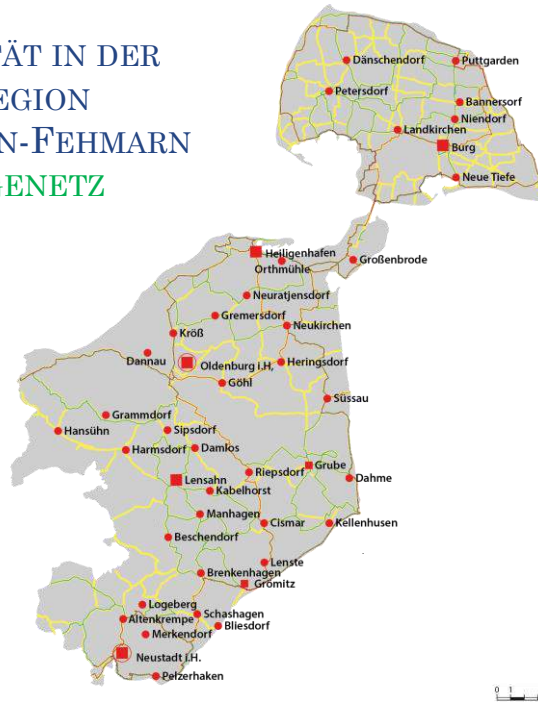 TÄT IN DER
EGION
N-FEHMARN
GENETZ
Dänschendorf
Puttgarden
Petersdorf
Bannersorf
Niendorf
Landkirchen
Burg
Neue Tiefe
Heiligenhafen
Orthmühle
Großenbrode
Neuratjensdorf
Gremersdorf
Neukirchen
Kröß
Dannau
Oldenburg i.H,
Heringsdorf
Göhl
Süssau
Grammdorf
Hansühn
Sipsdorf
Harmsdorf
Damlos
Riepsdorf
Grube
Dahme
Lensahn
Kabelhorst
Manhagen
Cismar
Kellenhusen
Beschendorf
Lenste
Brenkenhagen
Grömitz
Logeberg
Schashagen
Altenkrempe
Bliesdorf
Merkendorf
Neustadt i.H.
Pelzerhaken
0 1